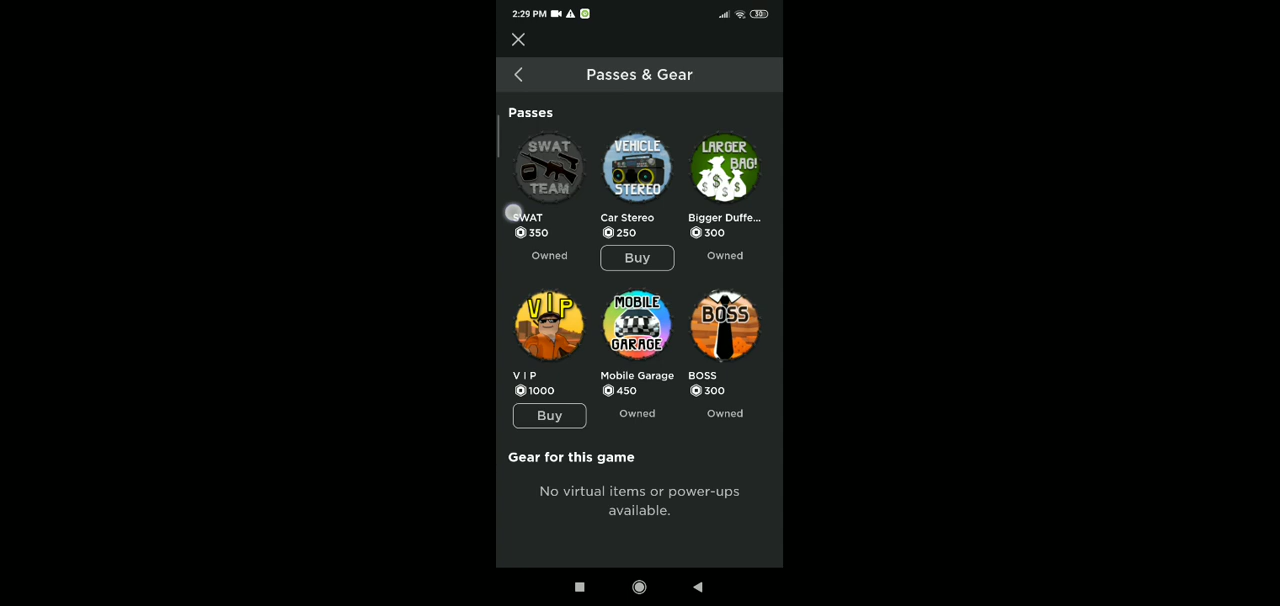 2:29 PM 30
Passes & Gear
Passes
SWAT TEAM
VEHICLE STEREO
LARGER BAG!
SWAT
Car Stereo
Bigger Duffe...
350
250
300
Owned
Buy
Owned
VIP
MOBILE GARAGE
BOSS
V I P
Mobile Garage
BOSS
1000
450
300
Buy
Owned
Owned
Gear for this game
No virtual items or power-ups
available.